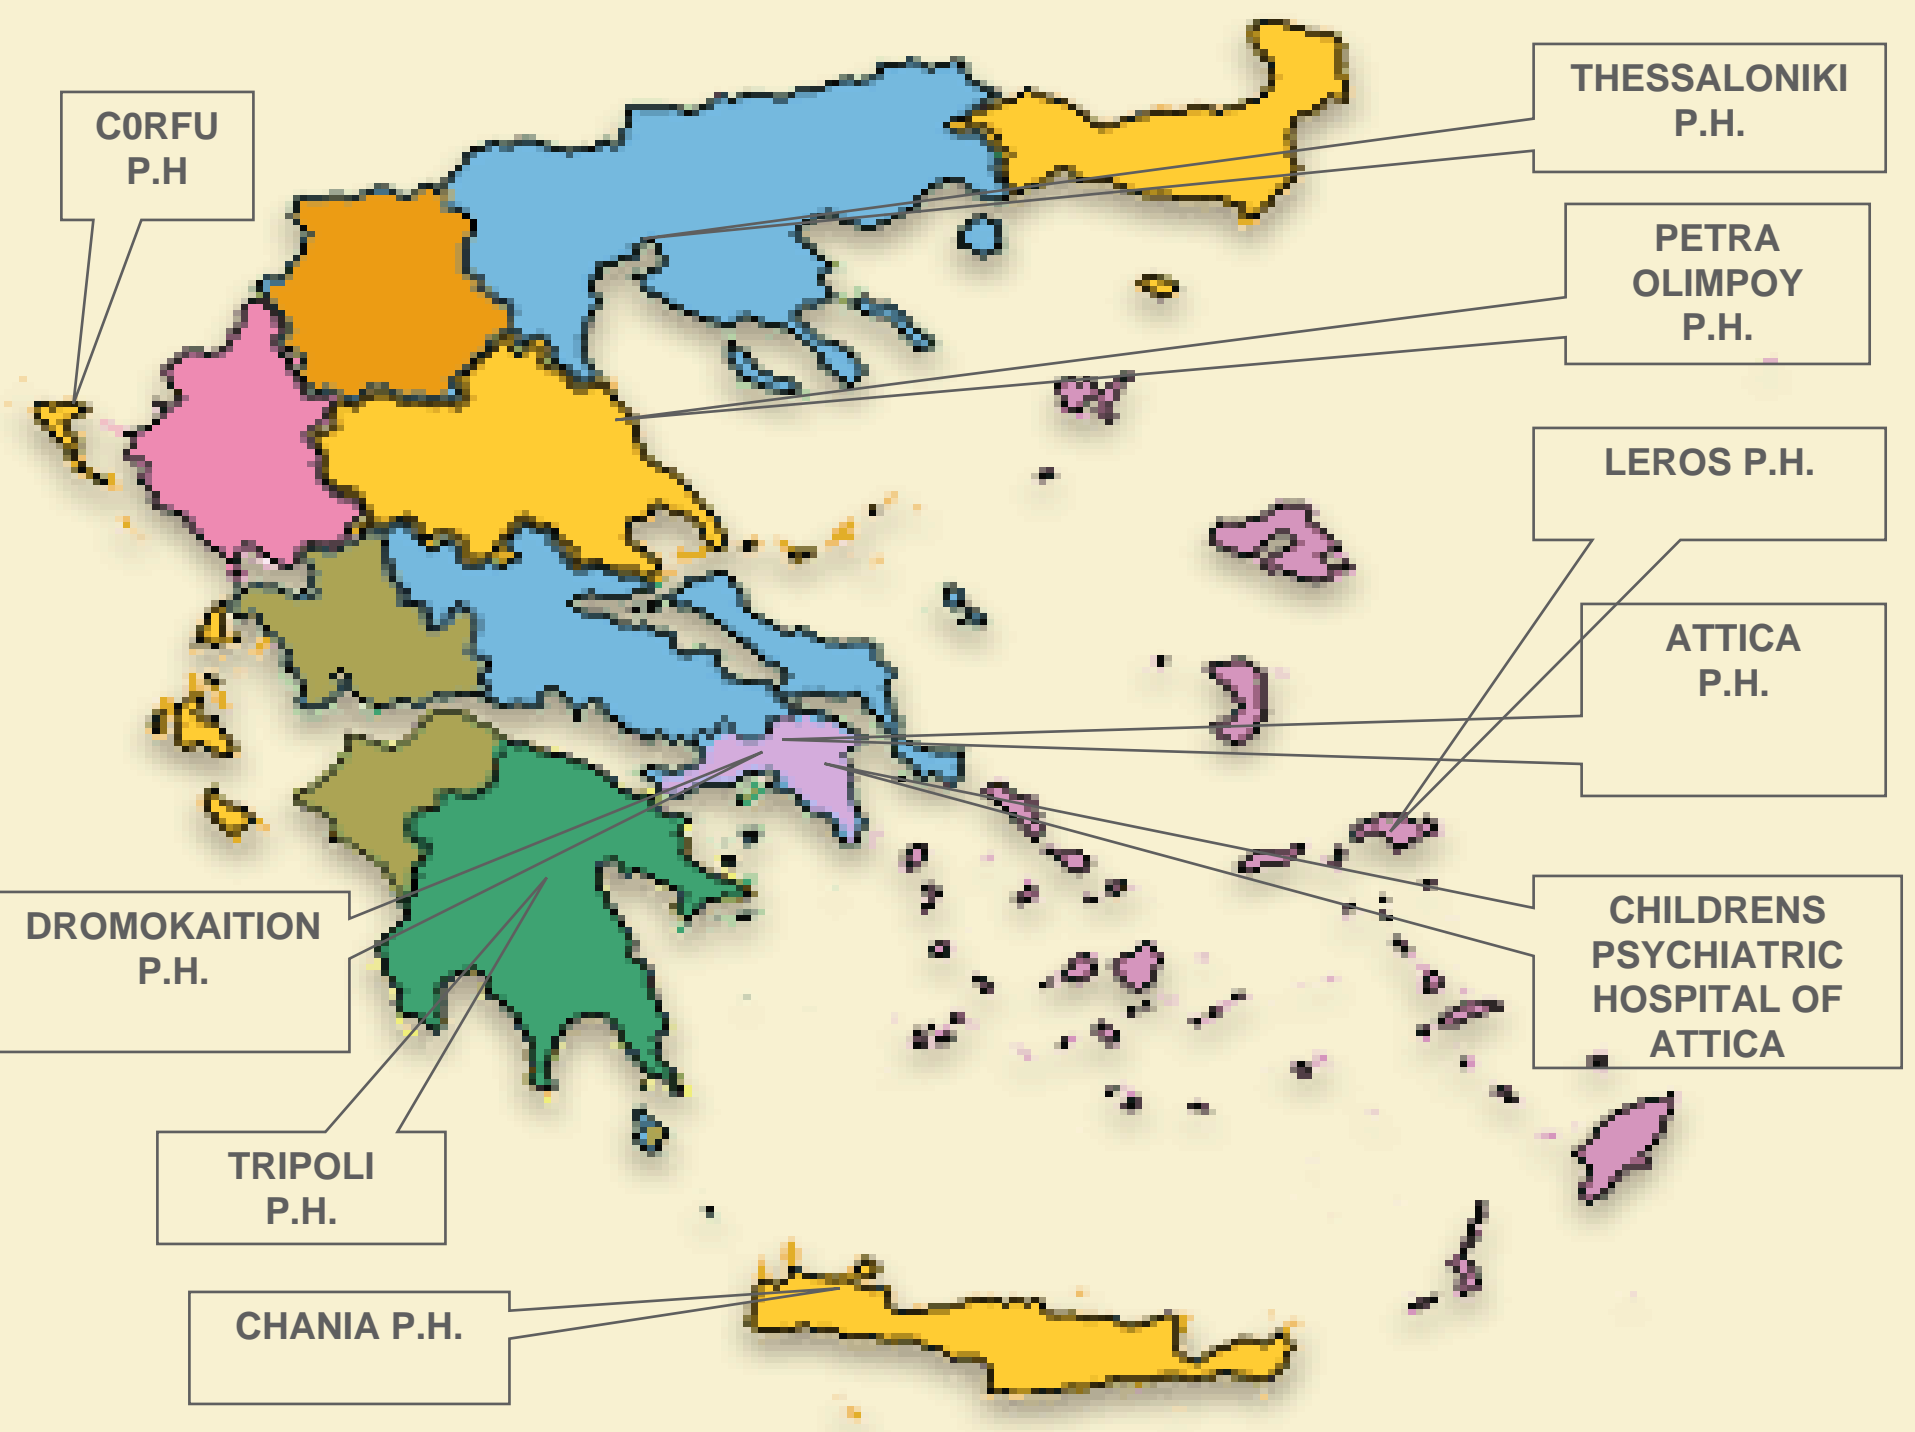 C0RFU
P.H
THESSALONIKI
P.H.
PETRA
OLIMPOY
P.H.
LEROS P.H.
ATTICA
P.H.
CHILDRENS
PSYCHIATRIC
HOSPITAL OF
ATTICA
DROMOKAITION
P.H.
TRIPOLI
P.H.
CHANIA P.H.